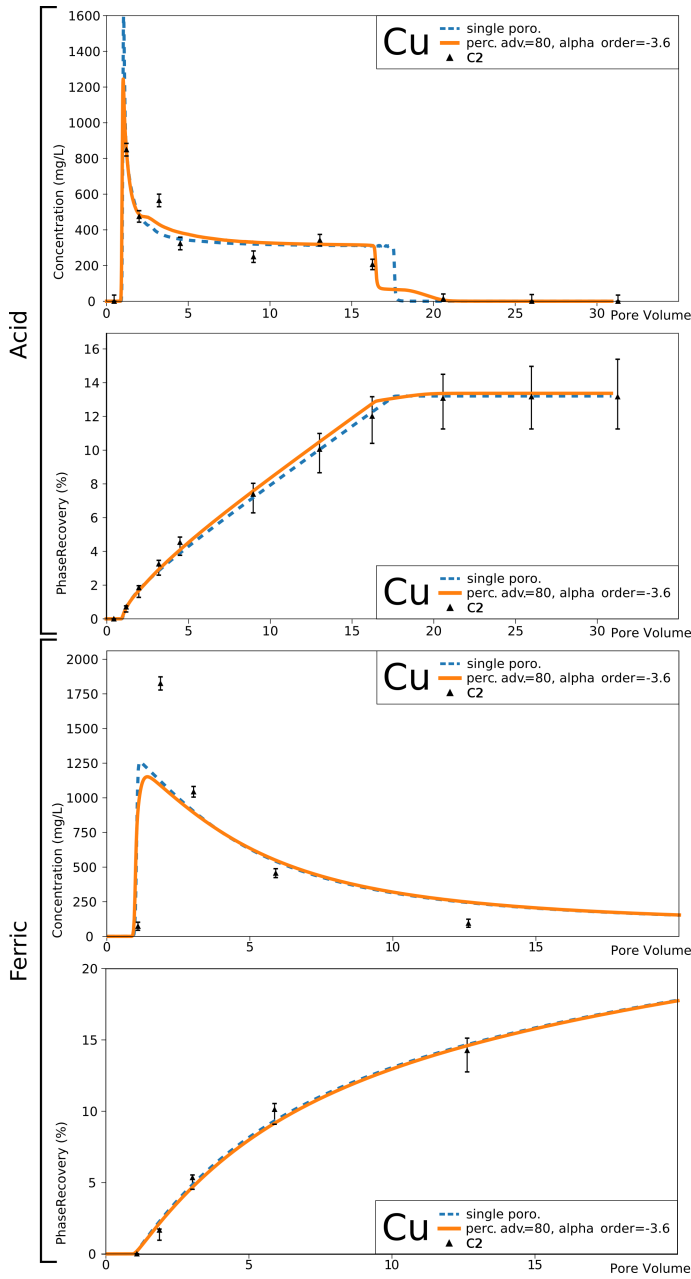 Acid
1600
1400
1200
1000
800
600
400
200
0
Concentration (mg/L)
Cu
single poro.
perc. adv.=80, alpha order=-3.6
C2
0 5 10 15 20 25 30
Pore Volume
16
14
12
10
8
6
4
2
0
PhaseRecovery (%)
Cu
single poro.
perc. adv.=80, alpha order=-3.6
C2
0 5 10 15 20 25 30
Pore Volume
Ferric
2000
1750
1500
1250
1000
750
500
250
0
Concentration (mg/L)
Cu
single poro.
perc. adv.=80, alpha order=-3.6
C2
0 5 10 15
Pore Volume
20
15
10
5
0
PhaseRecovery (%)
Cu
single poro.
perc. adv.=80, alpha order=-3.6
C2
0 5 10 15
Pore Volume